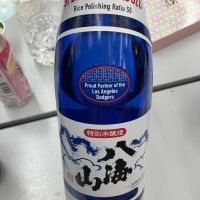 Rice Polishing Ratio 55
Proud Partner of the
Los Angeles
Dodgers
特別本醸造
八海山